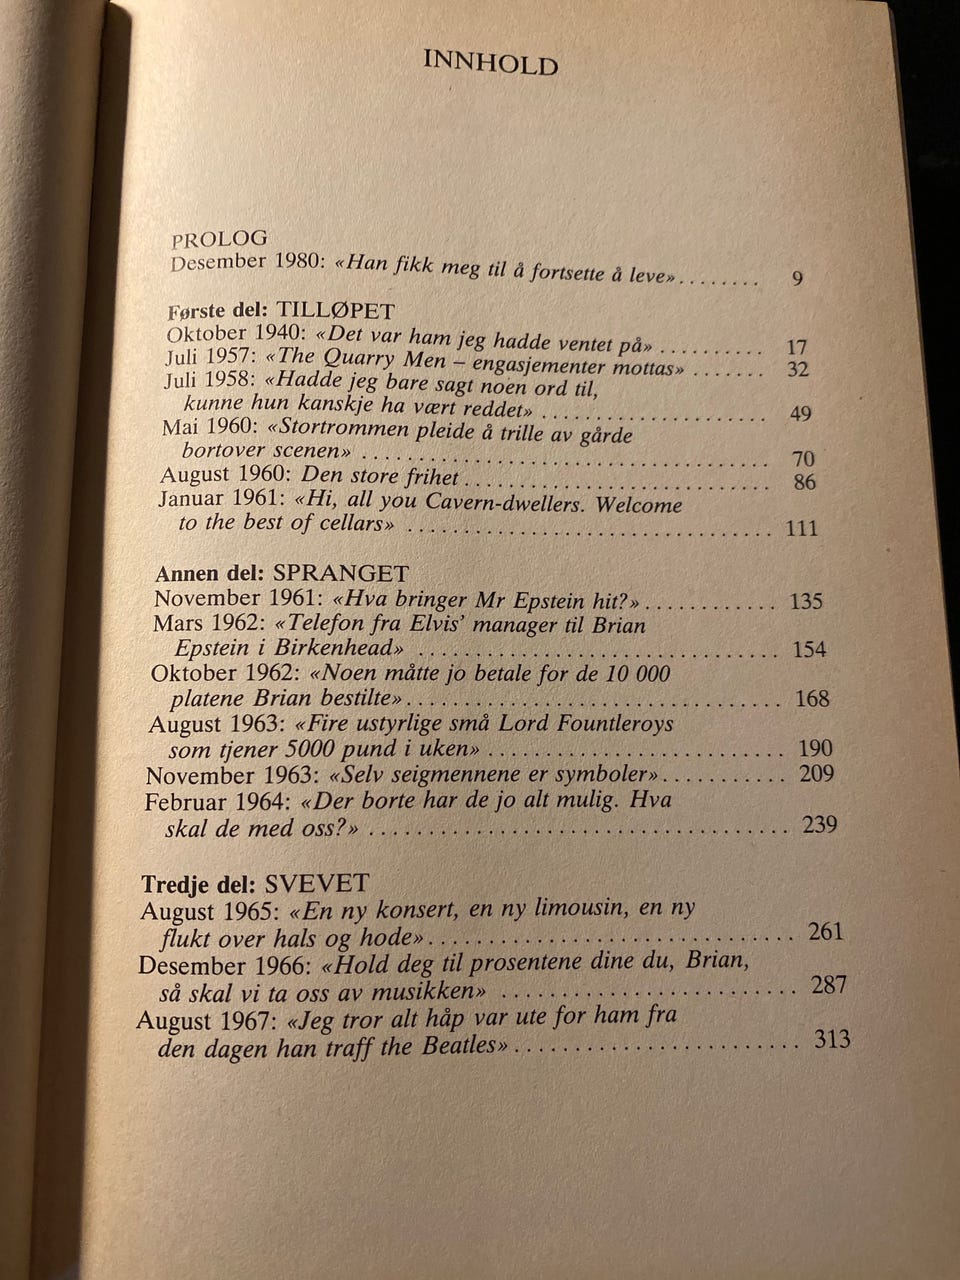 INNHOLD
PROLOG
Desember 1980: «Han fikk meg til å fortsette å leve»........ 9
Første del: TILLØPET
Oktober 1940: «Det var ham jeg hadde ventet på» .......... 17
Juli 1957: «The Quarry Men – engasjementer mottas» ....... 32
Juli 1958: «Hadde jeg bare sagt noen ord til,
kunne hun kanskje ha vært reddet» .................... 49
Mai 1960: «Stortrommen pleide å trille av gårde
bortover scenen» .................................. 70
August 1960: Den store frihet.......................... 86
Januar 1961: «Hi, all you Cavern-dwellers. Welcome
to the best of cellars» ............................... 111
Annen del: SPRANGET
November 1961: «Hva bringer Mr Epstein hit?»........... 135
Mars 1962: «Telefon fra Elvis' manager til Brian
Epstein i Birkenhead» .............................. 154
Oktober 1962: «Noen måtte jo betale for de 10 000
platene Brian bestilte»............................... 168
August 1963: «Fire ustyrlige små Lord Fountleroys
som tjener 5000 pund i uken» ......................... 190
November 1963: «Selv seigmennene er symboler»........... 209
Februar 1964: «Der borte har de jo alt mulig. Hva
skal de med oss?» ................................... 239
Tredje del: SVEVET
August 1965: «En ny konsert, en ny limousin, en ny
flukt over hals og hode»............................... 261
Desember 1966: «Hold deg til prosentene dine du, Brian,
så skal vi ta oss av musikken» ......................... 287
August 1967: «Jeg tror alt håp var ute for ham fra
den dagen han traff the Beatles»........................ 313